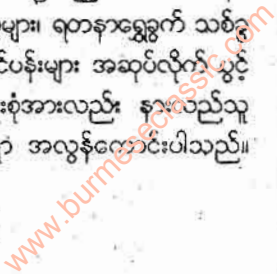 များ၊ ရတနာရွှေခွက် သစ်ခွ
ပန်းများ အဆုပ်လိုက် ပွင့်
စုံအားလည်း နားလည်သူ
အလွန်ကောင်းပါသည်။
www.burmeseclassic.com